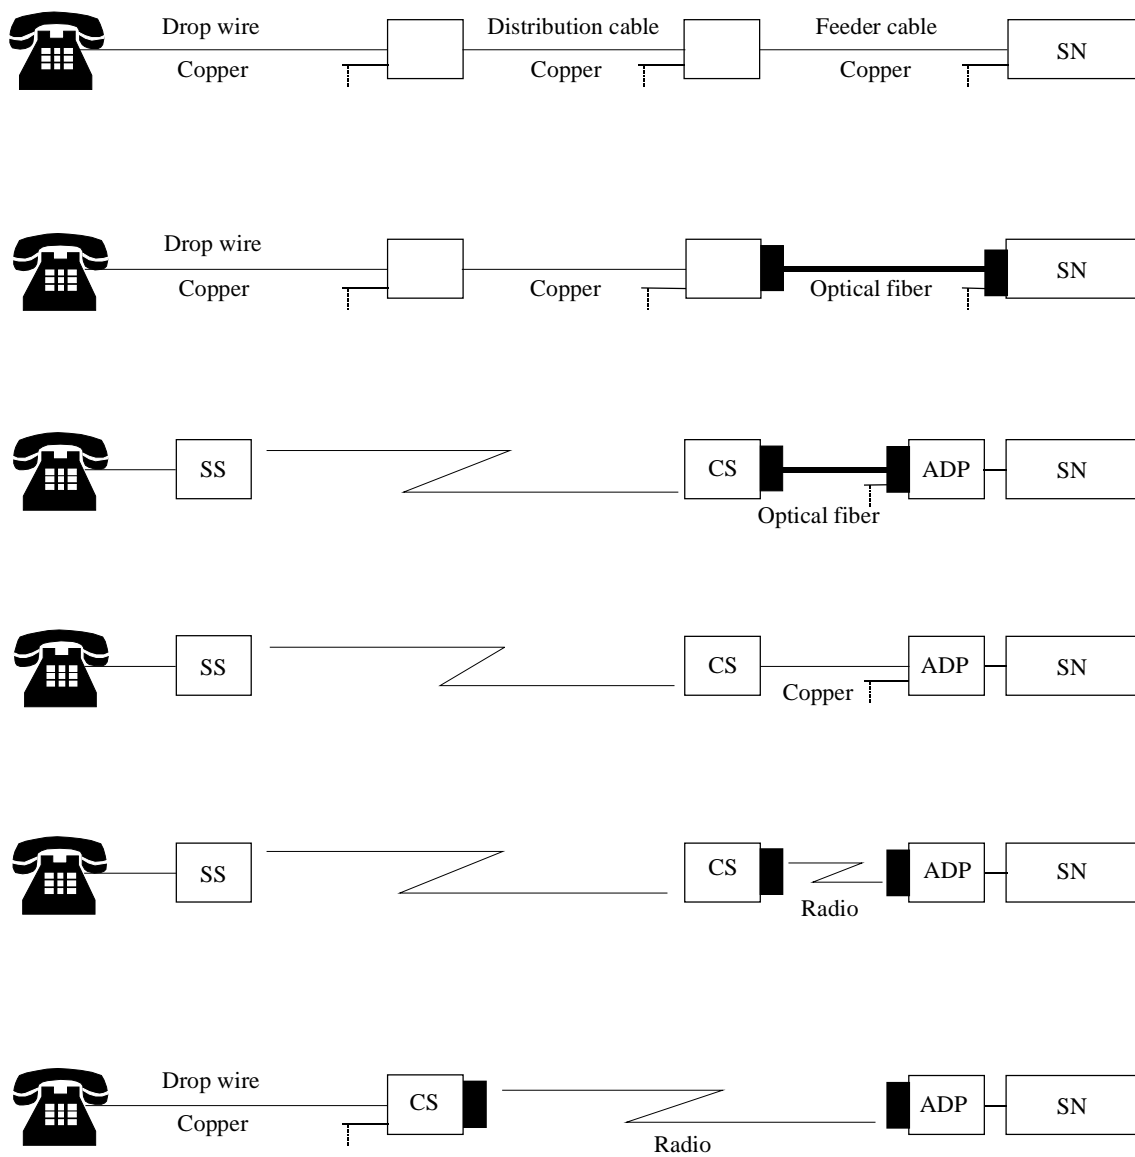 Drop wire
Distribution cable
Feeder cable
SN
Copper
Copper
Copper
Drop wire
SN
Copper
Copper
Optical fiber
SS
CS
ADP
SN
Optical fiber
SS
CS
ADP
SN
Copper
SS
CS
ADP
SN
Radio
Drop wire
CS
ADP
SN
Copper
Radio